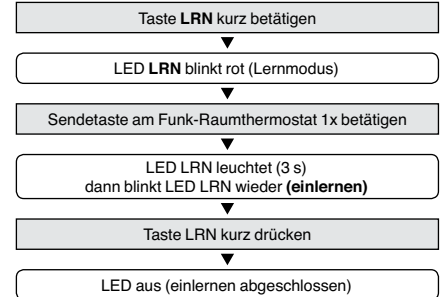 Taste LRN kurz betätigen
LED LRN blinkt rot (Lernmodus)
Sendetaste am Funk-Raumthermostat 1x betätigen
LED LRN leuchtet (3 s)
dann blinkt LED LRN wieder (einlernen)
Taste LRN kurz drücken
LED aus (einlernen abgeschlossen)